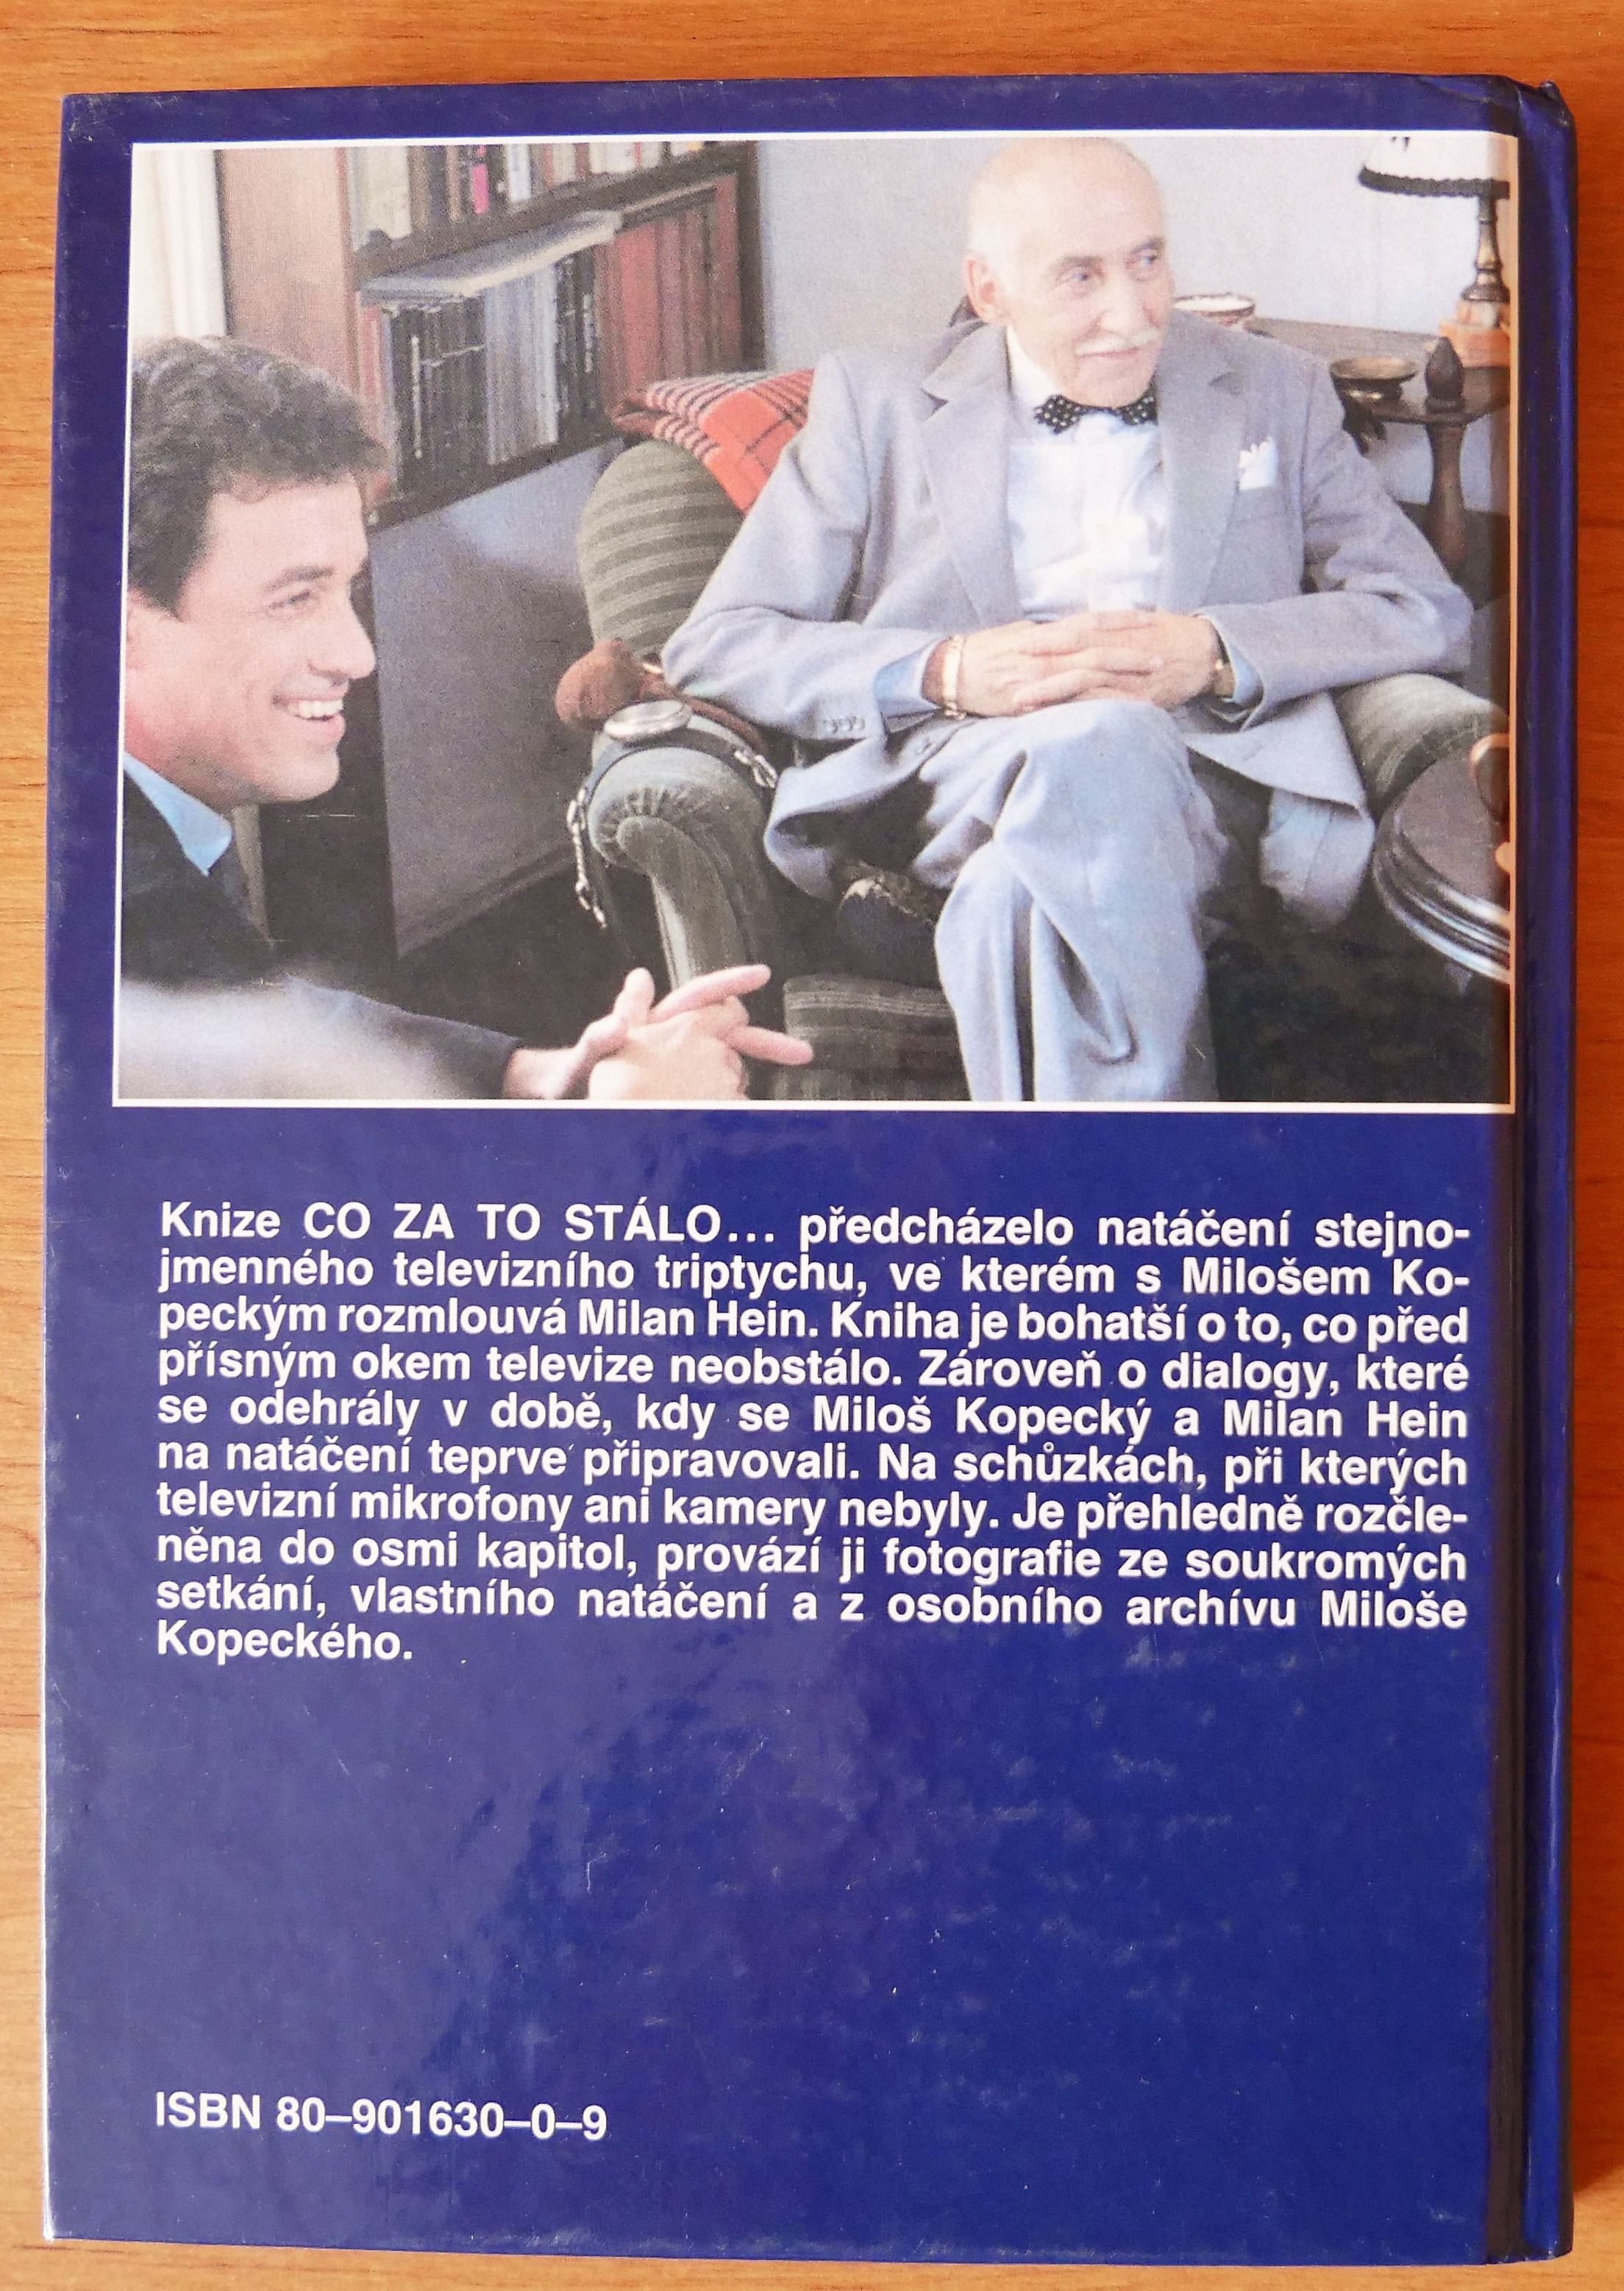 Knize CO ZA TO STÁLO... předcházelo natáčení stejno-
jmenného televizního triptychu, ve kterém s Milošem Ko-
peckým rozmlouvá Milan Hein. Kniha je bohatší o to, co před
přísným okem televize neobstálo. Zároveň o dialogy, které
se odehrály v době, kdy se Miloš Kopecký a Milan Hein
na natáčení teprve připravovali. Na schůzkách, při kterých
televizní mikrofony ani kamery nebyly. Je přehledně rozčle-
něna do osmi kapitol, provází ji fotografie ze soukromých
setkání, vlastního natáčení a z osobního archívu Miloše
Kopeckého.
ISBN 80–901630–0–9